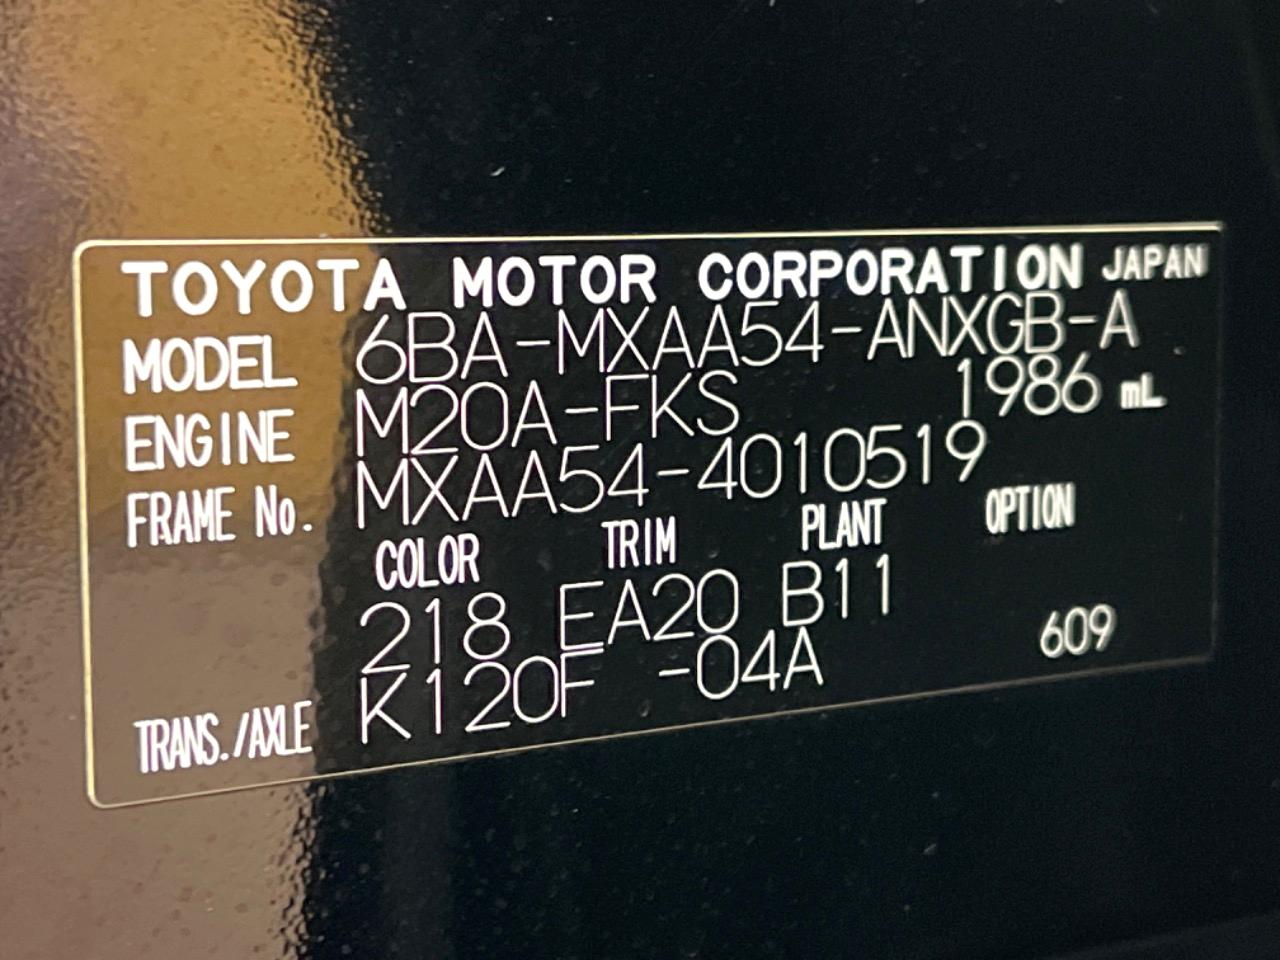 TOYOTA MOTOR CORPORATION JAPAN
MODEL 6BA-MXAA54-ANXGB-A
ENGINE M20A-FKS 1986 mL
FRAME No. MXAA54-4010519
COLOR TRIM PLANT OPTION
218 EA20 B11
TRANS./AXLE K120F -04A 609